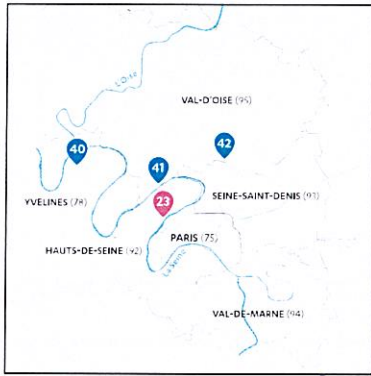 L'Oise
VAL-D'OISE (95)
40
41
42
23
YVELINES (78)
SEINE-SAINT-DENIS (93)
HAUTS-DE-SEINE (92)
PARIS (75)
La Seine
VAL-DE-MARNE (94)